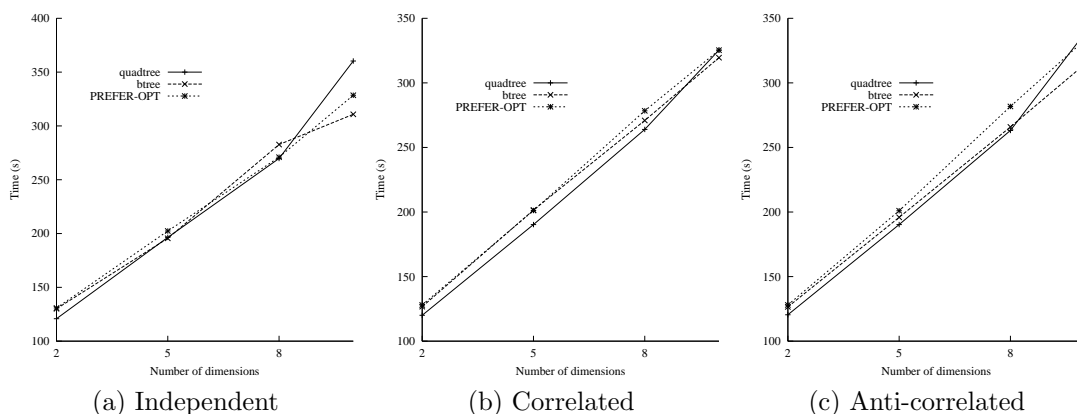 400
350
300
250
200
150
100
2
5
8
Time (s)
Number of dimensions
quadtree
btree
PREFER-OPT
(a) Independent
350
300
250
200
150
100
2
5
8
Time (s)
Number of dimensions
quadtree
btree
PREFER-OPT
(b) Correlated
350
300
250
200
150
100
2
5
8
Time (s)
Number of dimensions
quadtree
btree
PREFER-OPT
(c) Anti-correlated